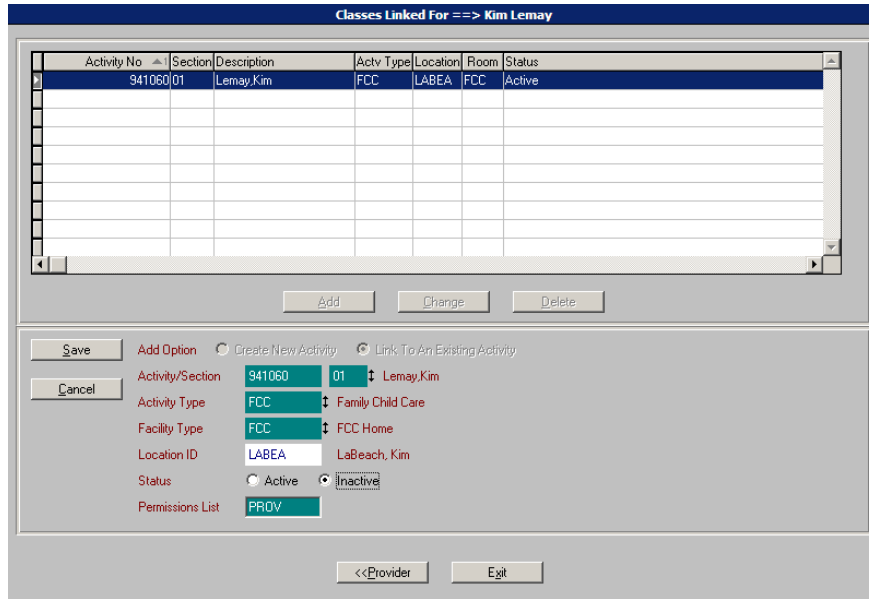 Classes Linked For ==> Kim Lemay
Activity No 1 Section Description Actv Type Location Room Status
941060 01 Lemay,Kim FCC LABEA FCC Active
Add Change Delete
Save Add Option Create New Activity Link To An Existing Activity
Activity/Section 941060 01 Lemay,Kim
Cancel
Activity Type FCC Family Child Care
Facility Type FCC FCC Home
Location ID LABEA LaBeach, Kim
Status Active Inactive
Permissions List PROV
<<Provider Exit